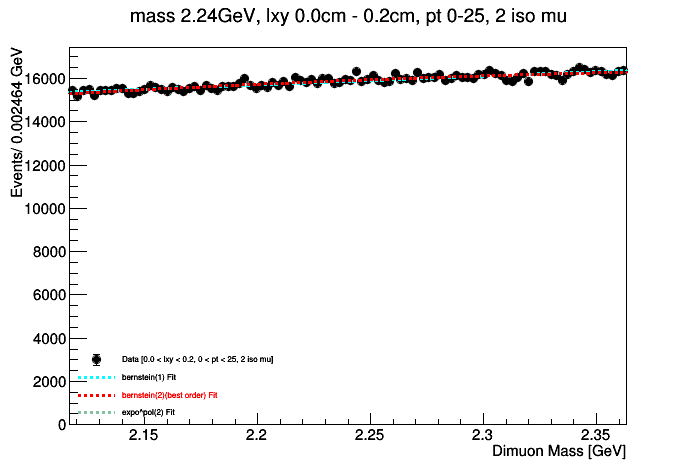 mass 2.24GeV, lxy 0.0cm - 0.2cm, pt 0-25, 2 iso mu
Events/ 0.002464 GeV
16000
14000
12000
10000
8000
6000
4000
2000
0
Data [0.0 < lxy < 0.2, 0 < pt < 25, 2 iso mu]
bernstein(1) Fit
bernstein(2)(best order) Fit
expo*pol(2) Fit
2.15 2.2 2.25 2.3 2.35
Dimuon Mass [GeV]